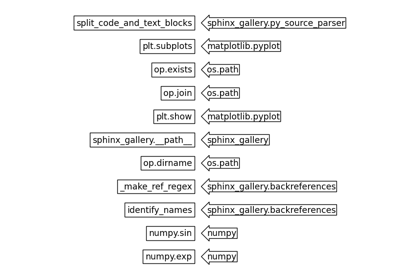 split_code_and_text_blocks sphinx_gallery.py_source_parser
plt.subplots matplotlib.pyplot
op.exists os.path
op.join os.path
plt.show matplotlib.pyplot
sphinx_gallery.__path__ sphinx_gallery
op.dirname os.path
_make_ref_regex sphinx_gallery.backreferences
identify_names sphinx_gallery.backreferences
numpy.sin numpy
numpy.exp numpy